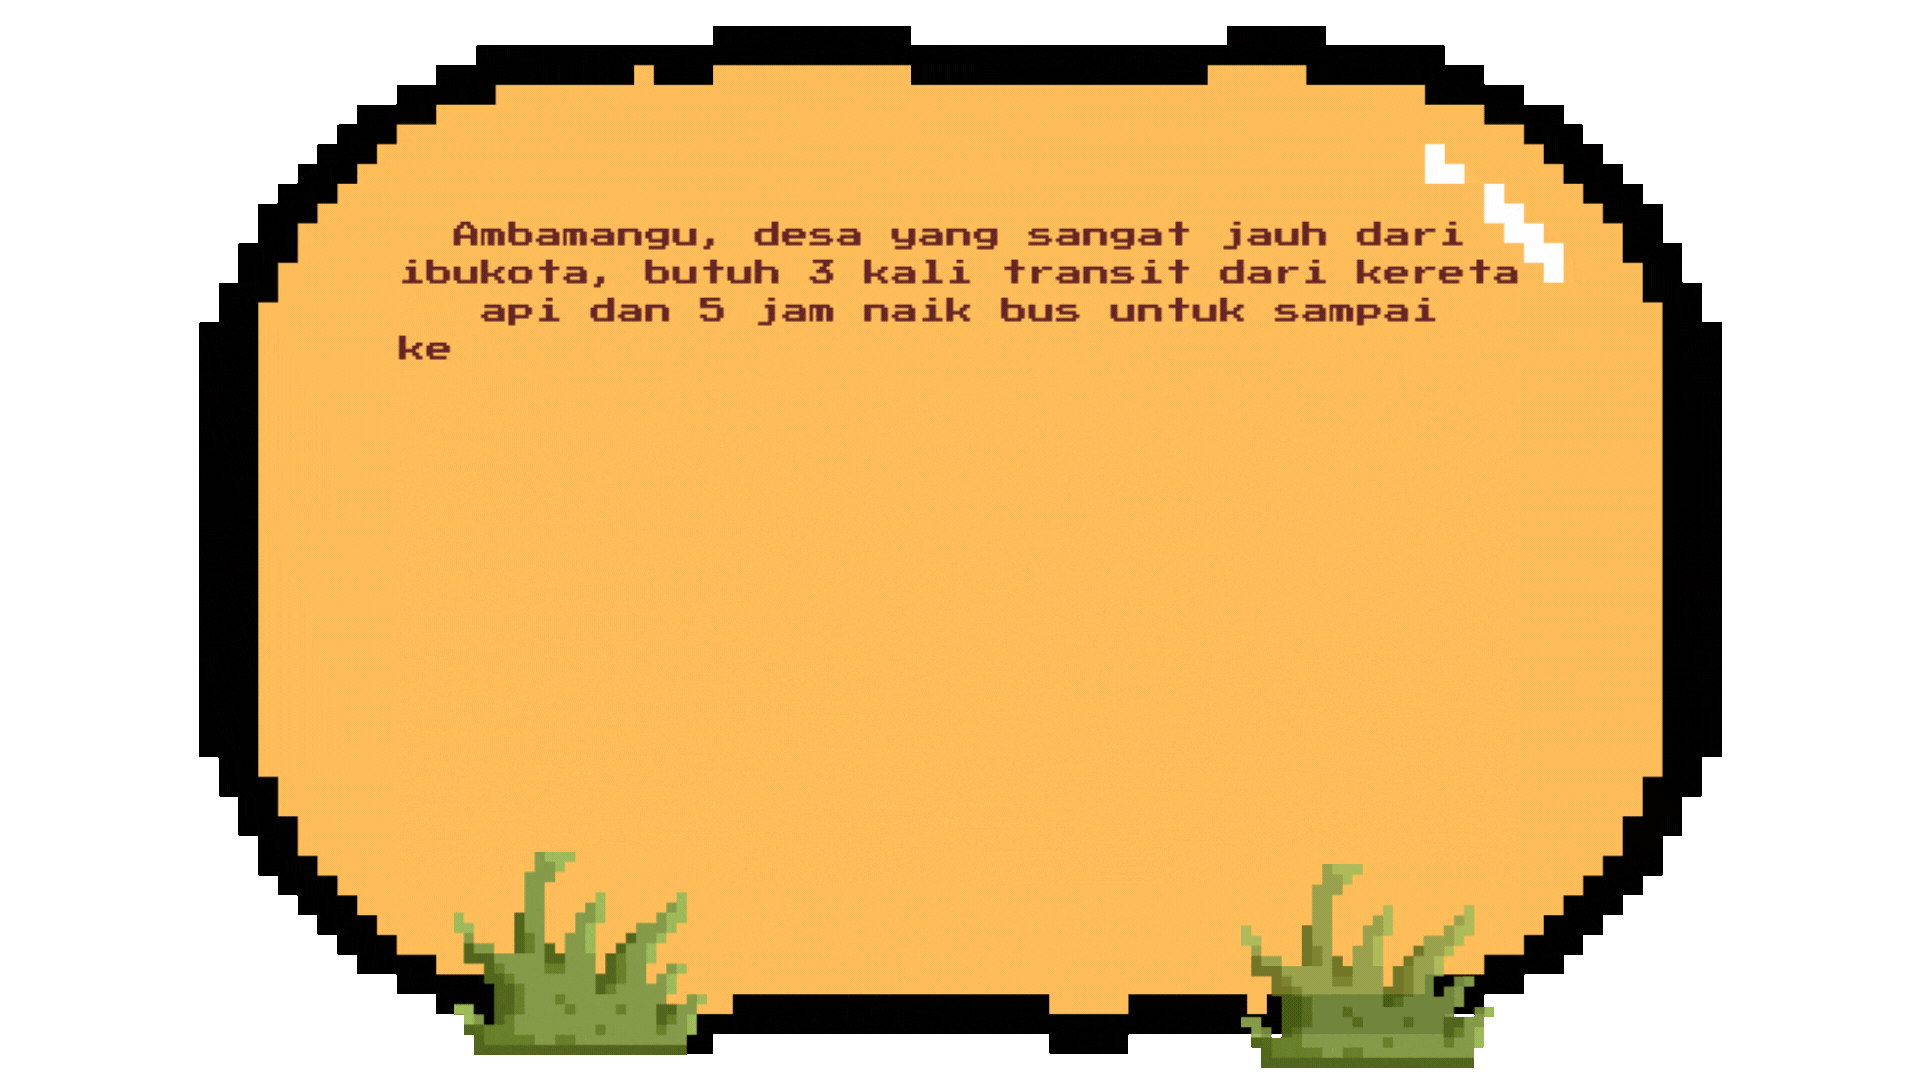 Ambamangu, desa yang sangat jauh dari
ibukota, butuh 3 kali transit dari kereta
api dan 5 jam naik bus untuk sampai
ke